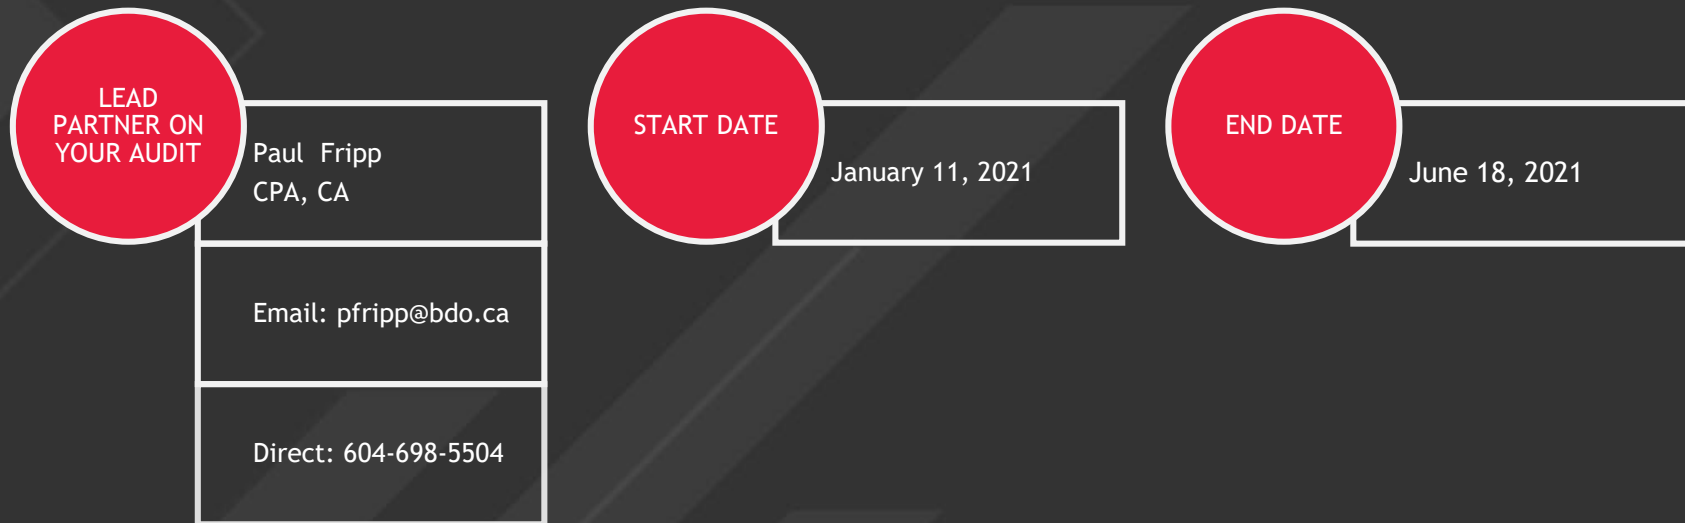 LEAD
PARTNER ON
YOUR AUDIT
Paul Fripp
CPA, CA
Email: pfripp@bdo.ca
Direct: 604-698-5504
START DATE
January 11, 2021
END DATE
June 18, 2021